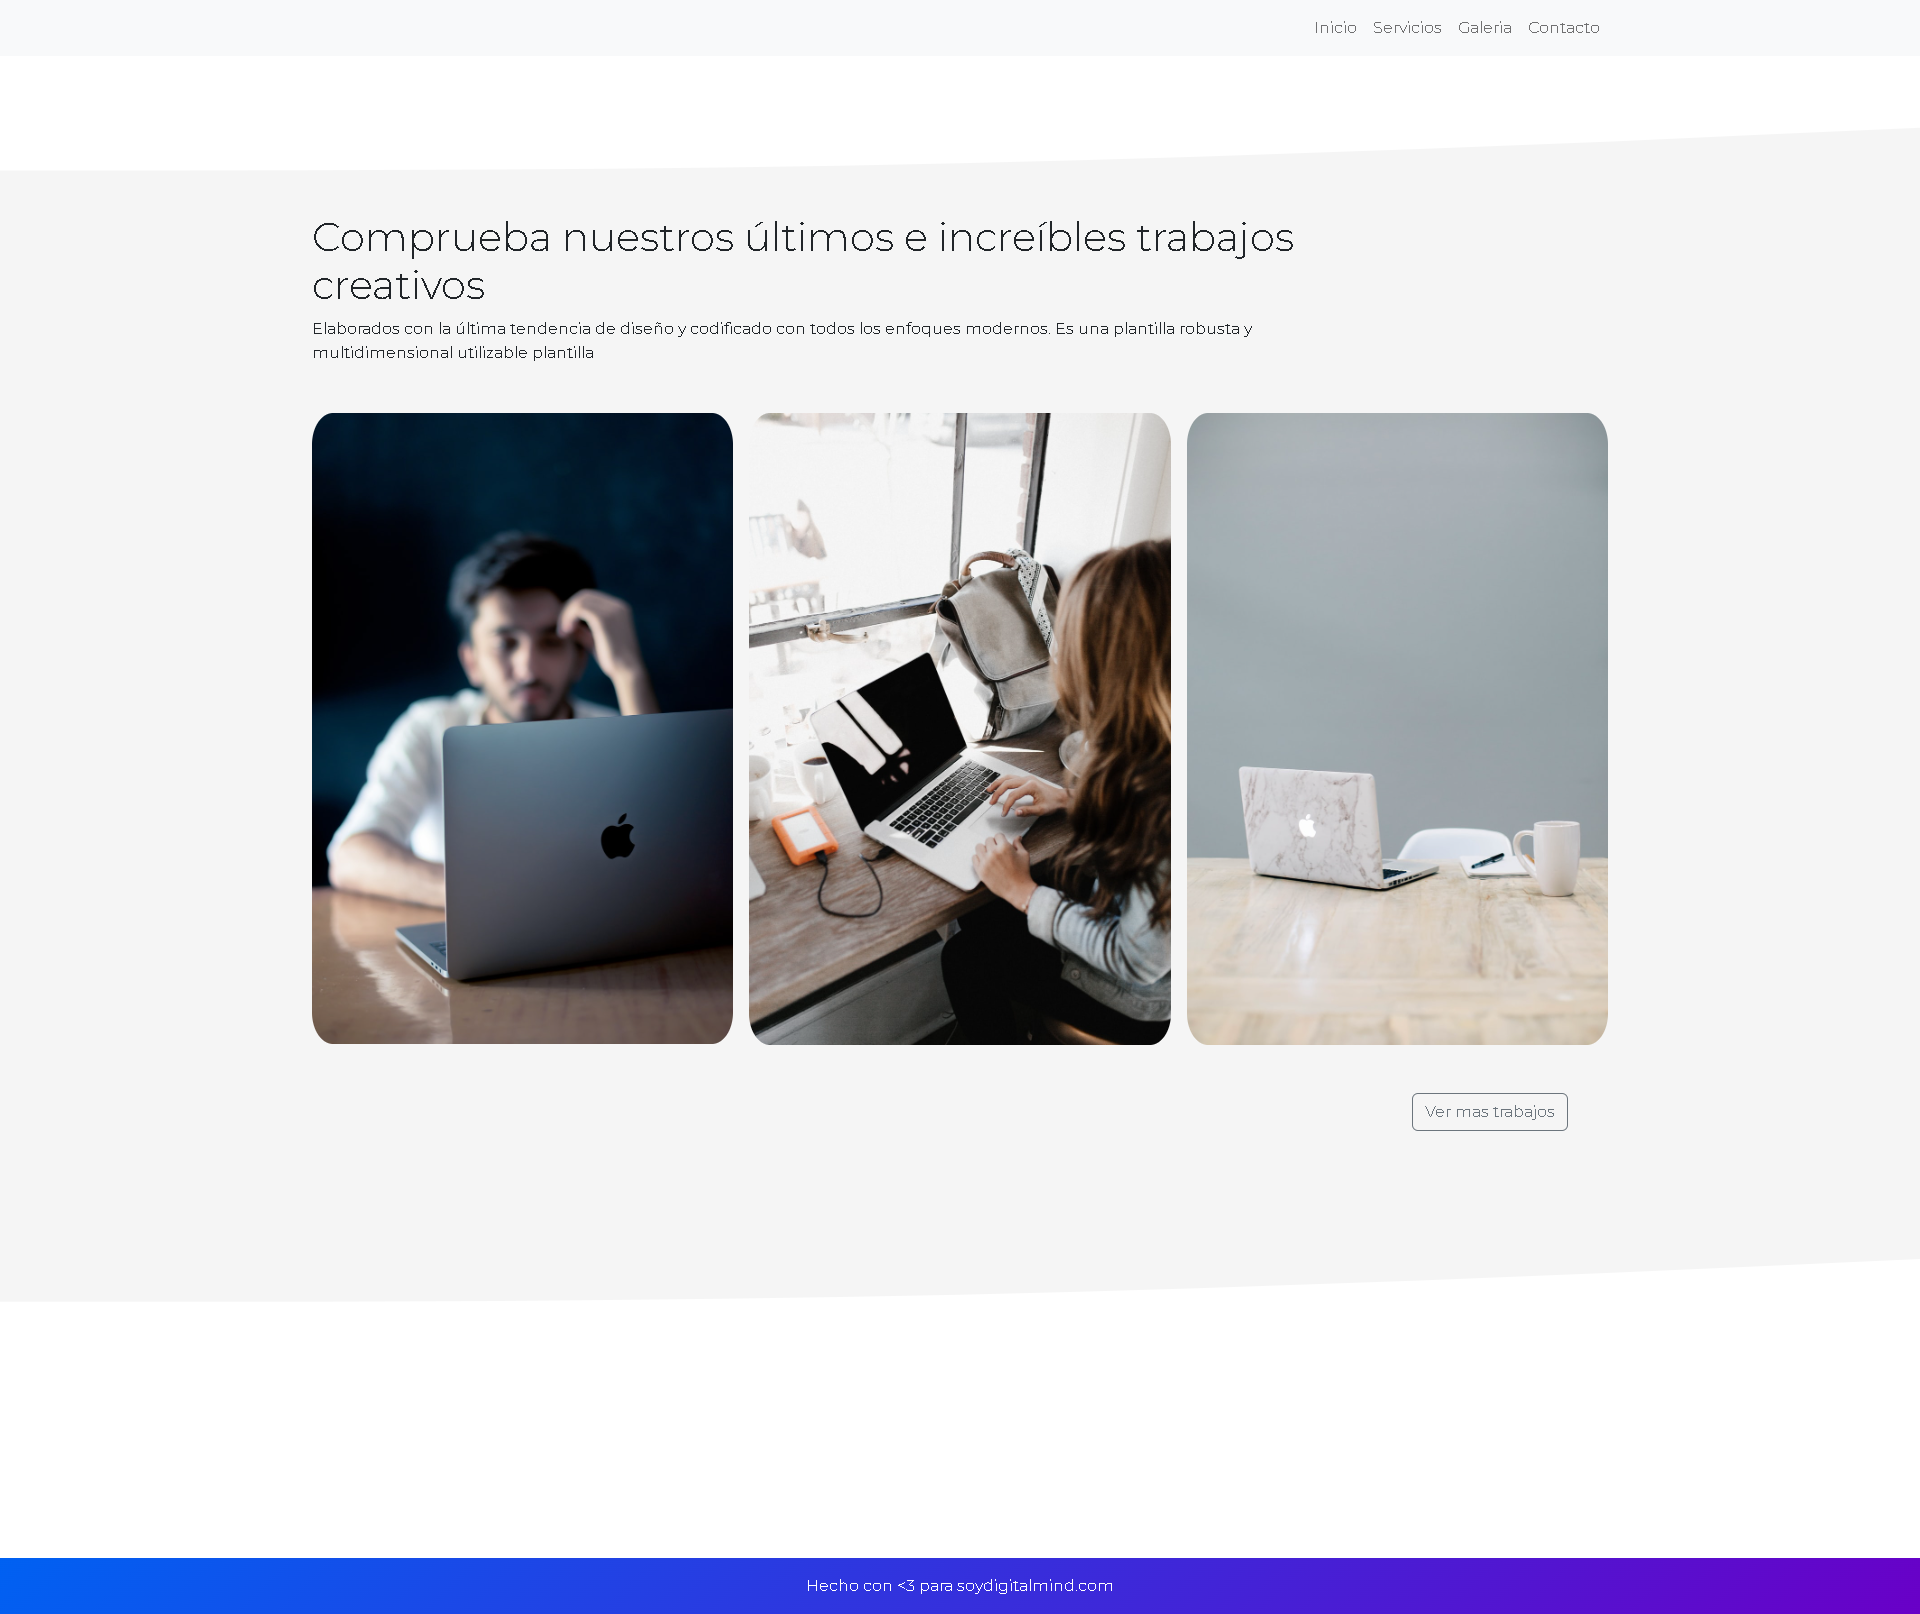 Inicio Servicios Galeria Contacto
Comprueba nuestros últimos e increíbles trabajos
creativos
Elaborados con la última tendencia de diseño y codificado con todos los enfoques modernos. Es una plantilla robusta y
multidimensional utilizable plantilla
Ver mas trabajos
Hecho con <3 para soydigitalmind.com